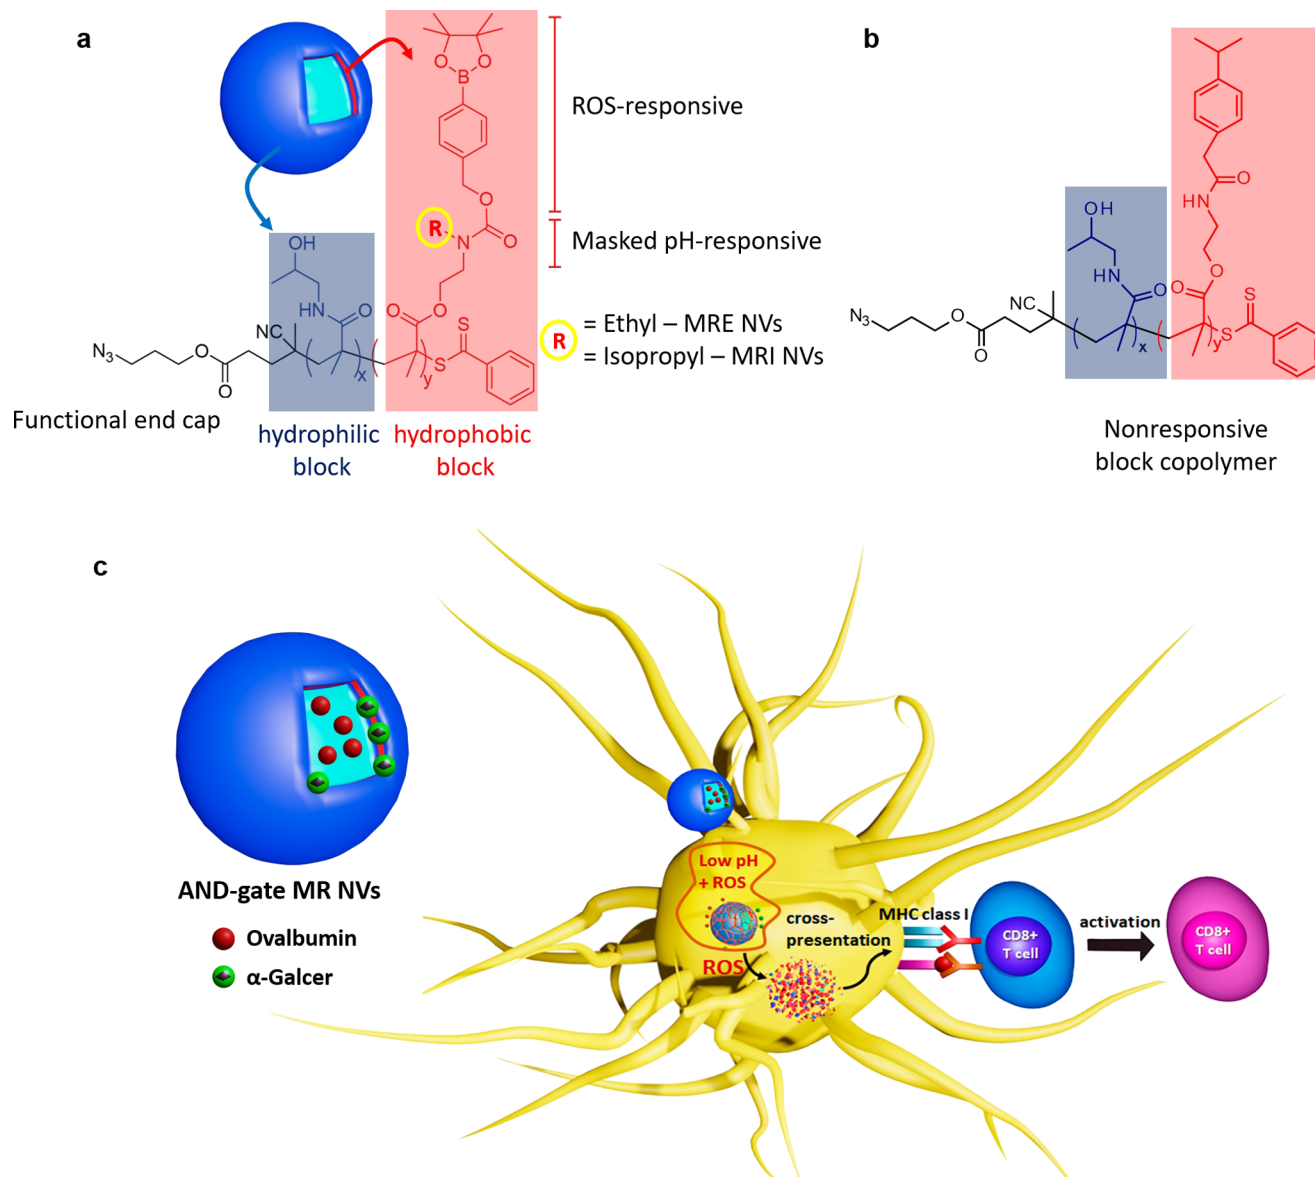 a
b
O O
B
ROS-responsive
O
R
N O
Masked pH-responsive
OH
HN O
O O
S
NC
N3
O
O
S
x
y
R
= Ethyl – MRE NVs
= Isopropyl – MRI NVs
Functional end cap
hydrophilic
block
hydrophobic
block
O
HN
OH
HN
O
O
O
S
NC
N3
O
O
S
x
y
Nonresponsive
block copolymer
c
AND-gate MR NVs
Ovalbumin
α-Galcer
Low pH
+ ROS
ROS
cross-
presentation
MHC class I
CD8+
T cell
activation
CD8+
T cell